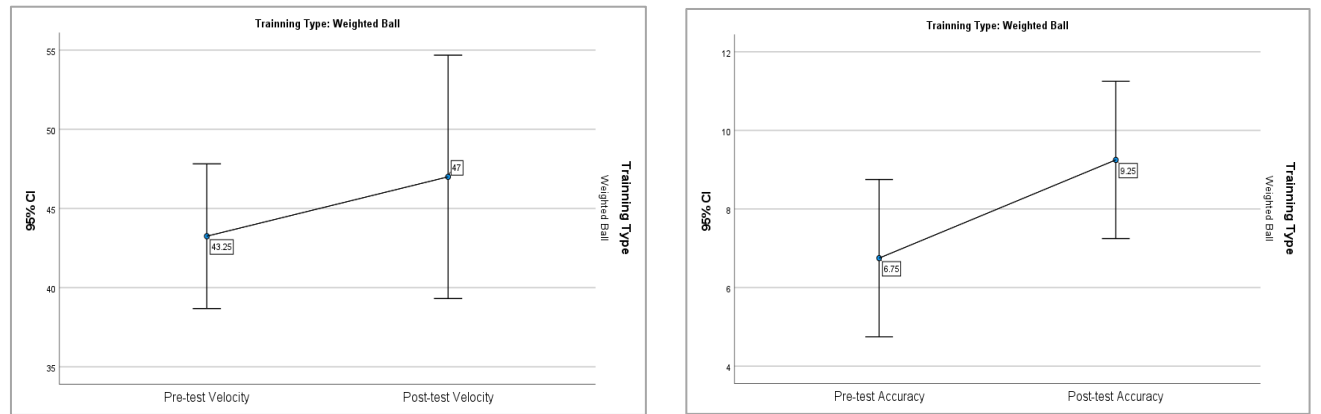 Trainning Type: Weighted Ball
55
50
45
40
35
95% CI
43.25
47
Pre-test Velocity
Post-test Velocity
Trainning Type
Weighted Ball
Trainning Type: Weighted Ball
12
10
8
6
4
95% CI
6.75
9.25
Pre-test Accuracy
Post-test Accuracy
Trainning Type
Weighted Ball